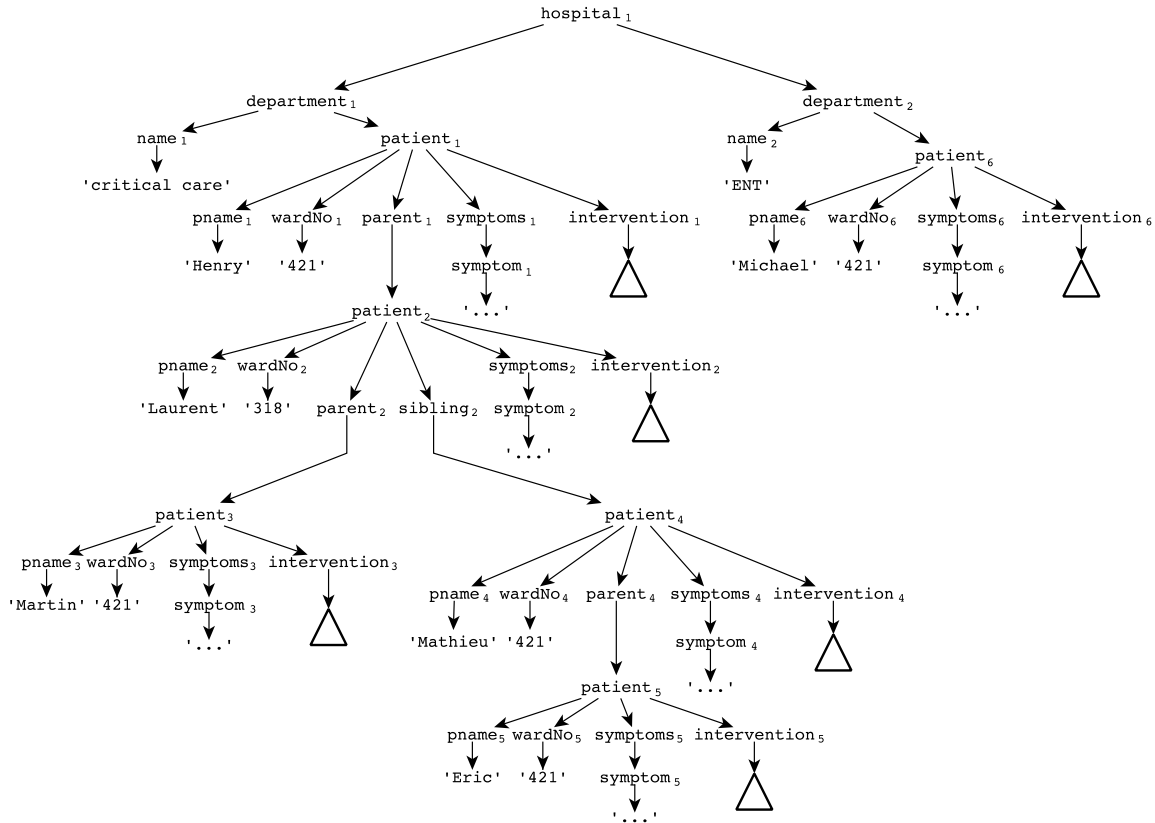 hospital₁
department₁ department₂
name₁ patient₁ name₂ patient₆
'critical care' 'ENT'
pname₁ wardNo₁ parent₁ symptoms₁ intervention₁ pname₆ wardNo₆ symptoms₆ intervention₆
'Henry' '421' symptom₁ 'Michael' '421' symptom₆
patient₂ '...' '...'
pname₂ wardNo₂ symptoms₂ intervention₂
'Laurent' '318' parent₂ sibling₂ symptom₂
'...'
patient₃ patient₄
pname₃ wardNo₃ symptoms₃ intervention₃
'Martin' '421' symptom₃ pname₄ wardNo₄ parent₄ symptoms₄ intervention₄
'...' 'Mathieu' '421' symptom₄
patient₅ '...'
pname₅ wardNo₅ symptoms₅ intervention₅
'Eric' '421' symptom₅
'...'